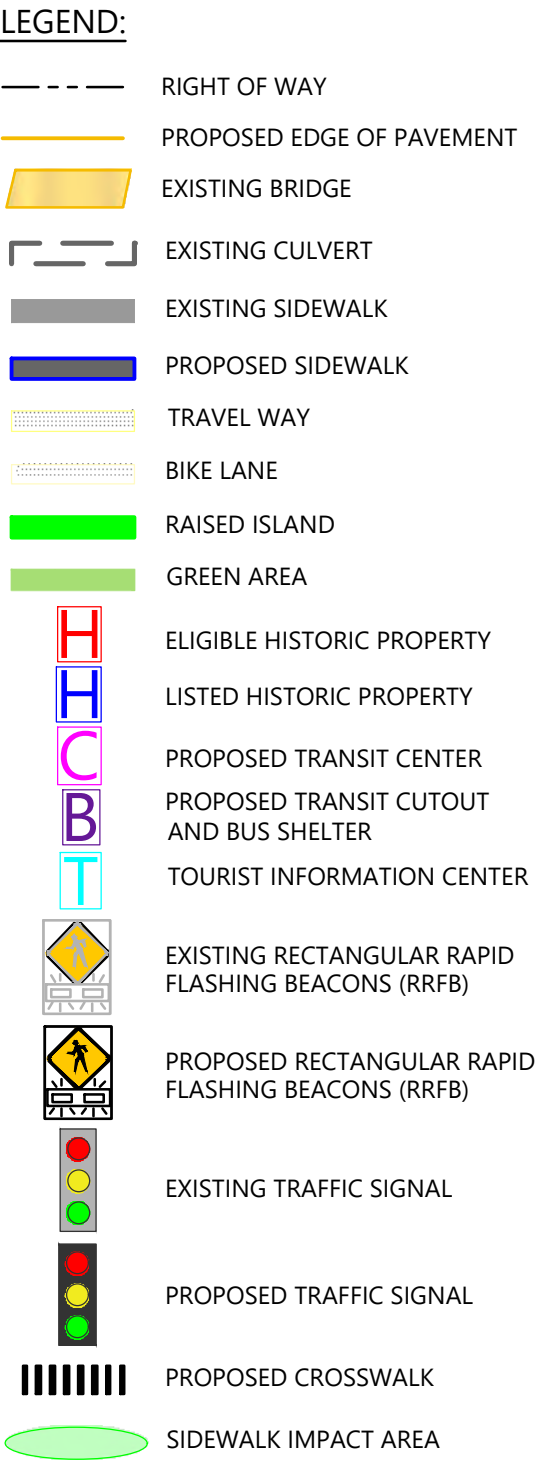 LEGEND:
RIGHT OF WAY
PROPOSED EDGE OF PAVEMENT
EXISTING BRIDGE
EXISTING CULVERT
EXISTING SIDEWALK
PROPOSED SIDEWALK
TRAVEL WAY
BIKE LANE
RAISED ISLAND
GREEN AREA
H ELIGIBLE HISTORIC PROPERTY
H LISTED HISTORIC PROPERTY
C PROPOSED TRANSIT CENTER
B PROPOSED TRANSIT CUTOUT
AND BUS SHELTER
T TOURIST INFORMATION CENTER
EXISTING RECTANGULAR RAPID
FLASHING BEACONS (RRFB)
PROPOSED RECTANGULAR RAPID
FLASHING BEACONS (RRFB)
EXISTING TRAFFIC SIGNAL
PROPOSED TRAFFIC SIGNAL
PROPOSED CROSSWALK
SIDEWALK IMPACT AREA